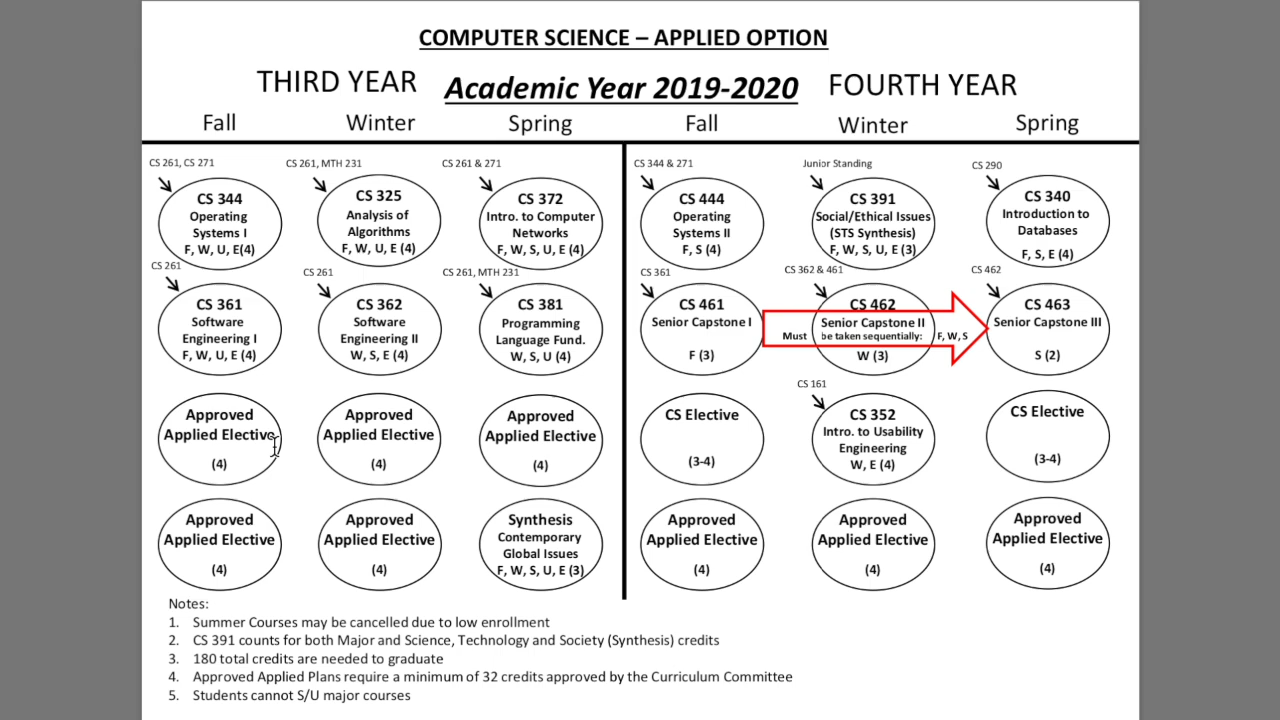 COMPUTER SCIENCE – APPLIED OPTION
THIRD YEAR
Academic Year 2019-2020
FOURTH YEAR
Fall
Winter
Spring
Fall
Winter
Spring
CS 261, CS 271
CS 344
Operating
Systems I
F, W, U, E(4)
CS 261, MTH 231
CS 325
Analysis of
Algorithms
F, W, U, E (4)
CS 261 & 271
CS 372
Intro. to Computer
Networks
F, W, S, U, E (4)
CS 344 & 271
CS 444
Operating
Systems II
F, S (4)
Junior Standing
CS 391
Social/Ethical Issues
(STS Synthesis)
F, W, S, U, E (3)
CS 290
CS 340
Introduction to
Databases
F, S, E (4)
CS 261
CS 361
Software
Engineering I
F, W, U, E (4)
CS 261
CS 362
Software
Engineering II
W, S, E (4)
CS 261, MTH 231
CS 381
Programming
Language Fund.
W, S, U (4)
CS 361
CS 461
Senior Capstone I
F (3)
CS 362 & 461
CS 462
Senior Capstone II
Must be taken sequentially: F, W, S
W (3)
CS 462
CS 463
Senior Capstone III
S (2)
Approved
Applied Elective
(4)
Approved
Applied Elective
(4)
Approved
Applied Elective
(4)
CS Elective
(3-4)
CS 161
CS 352
Intro. to Usability
Engineering
W, E (4)
CS Elective
(3-4)
Approved
Applied Elective
(4)
Approved
Applied Elective
(4)
Synthesis
Contemporary
Global Issues
F, W, S, U, E (3)
Approved
Applied Elective
(4)
Approved
Applied Elective
(4)
Approved
Applied Elective
(4)
Notes:
1. Summer Courses may be cancelled due to low enrollment
2. CS 391 counts for both Major and Science, Technology and Society (Synthesis) credits
3. 180 total credits are needed to graduate
4. Approved Applied Plans require a minimum of 32 credits approved by the Curriculum Committee
5. Students cannot S/U major courses